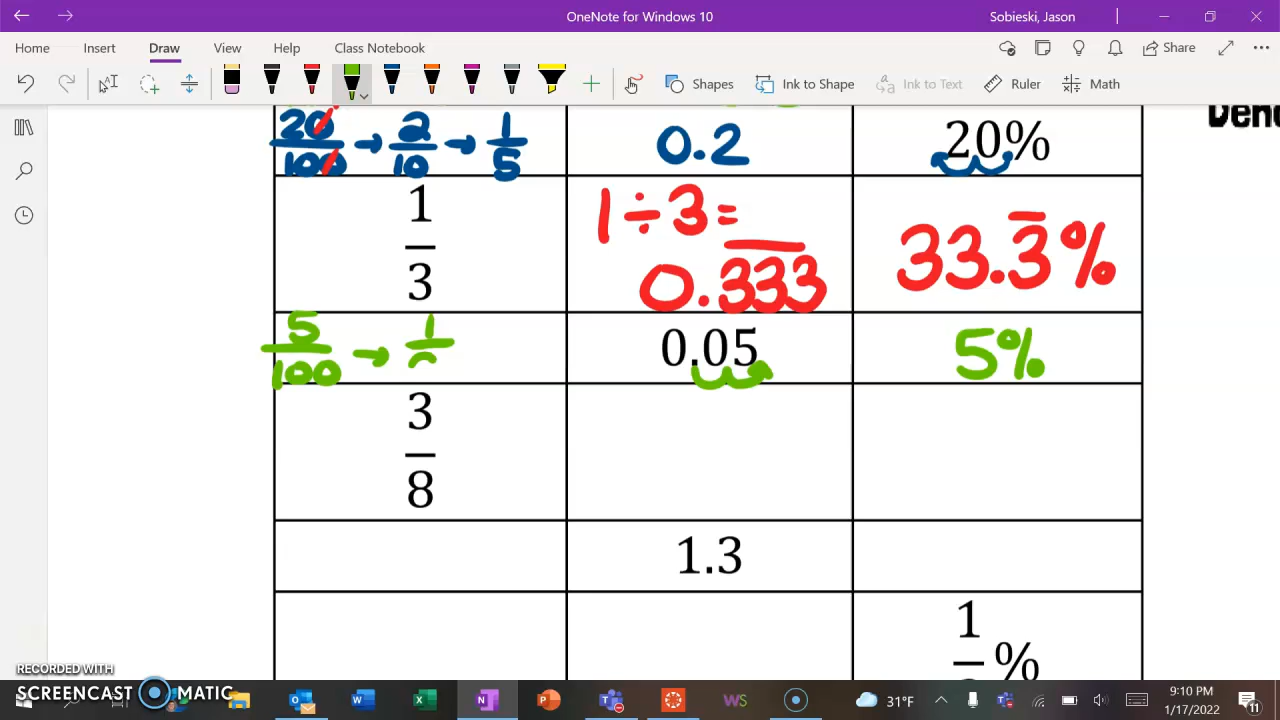 OneNote for Windows 10
Sobieski, Jason
Home Insert Draw View Help Class Notebook
Share
Shapes Ink to Shape Ink to Text Ruler Math
20/100 → 2/10 → 1/5
0.2
20%
1/3
1 ÷ 3 =
0.333
33.3̅%
5/100 → 1/
0.05
5%
3/8
1.3
1
%
RECORDED WITH
SCREENCAST MATIC
WS
31°F
9:10 PM
1/17/2022
11